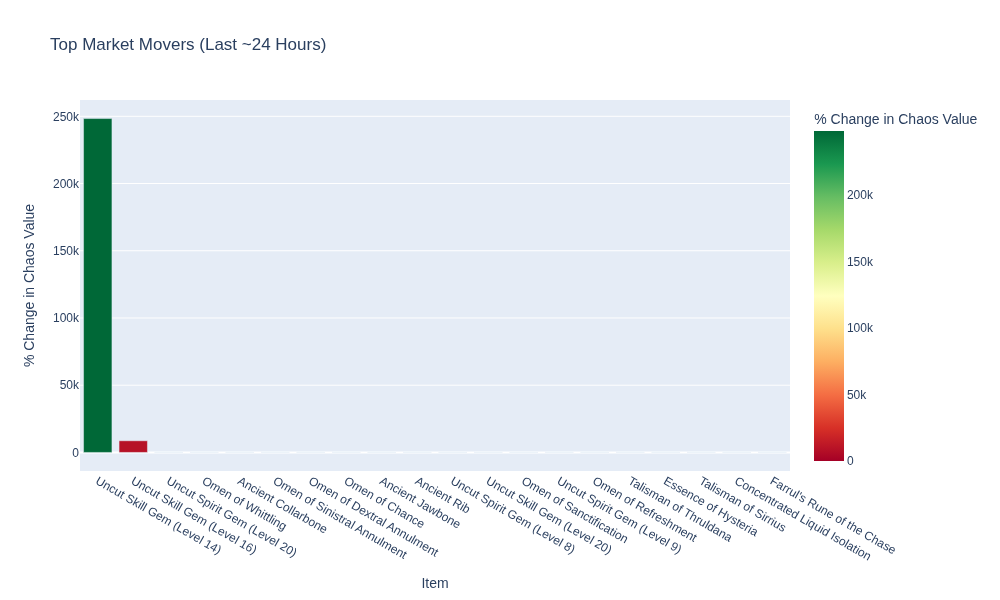 Top Market Movers (Last ~24 Hours)
% Change in Chaos Value
250k
200k
150k
100k
50k
0
% Change in Chaos Value
200k
150k
100k
50k
0
Uncut Skill Gem (Level 14)
Uncut Skill Gem (Level 16)
Uncut Spirit Gem (Level 20)
Omen of Whittling
Ancient Collarbone
Omen of Sinistral Annulment
Omen of Dextral Annulment
Omen of Chance
Ancient Jawbone
Ancient Rib
Uncut Spirit Gem (Level 8)
Uncut Skill Gem (Level 20)
Omen of Sanctification
Uncut Spirit Gem (Level 9)
Omen of Refreshment
Talisman of Thruldana
Essence of Hysteria
Talisman of Sirrius
Concentrated Liquid Isolation
Farrul's Rune of the Chase
Item